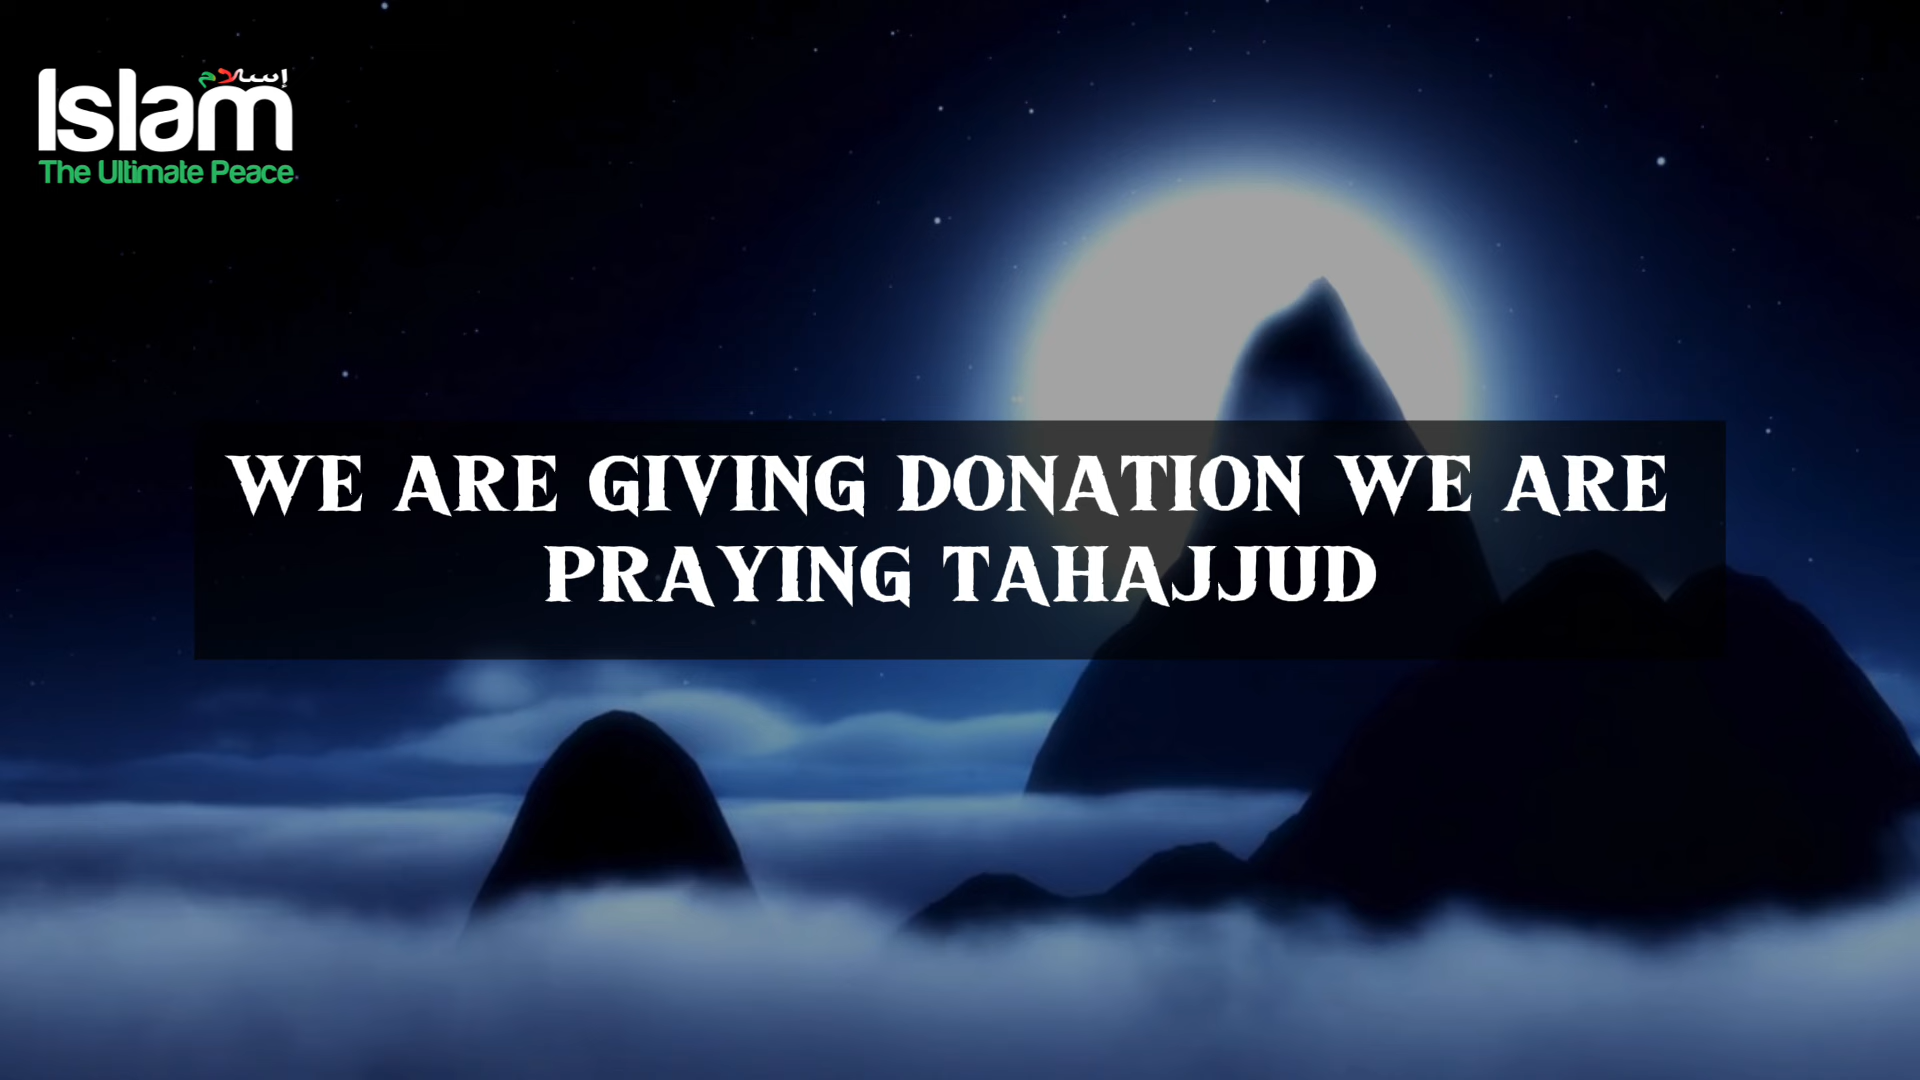 إسلام
Islam
The Ultimate Peace
WE ARE GIVING DONATION WE ARE
PRAYING TAHAJJUD